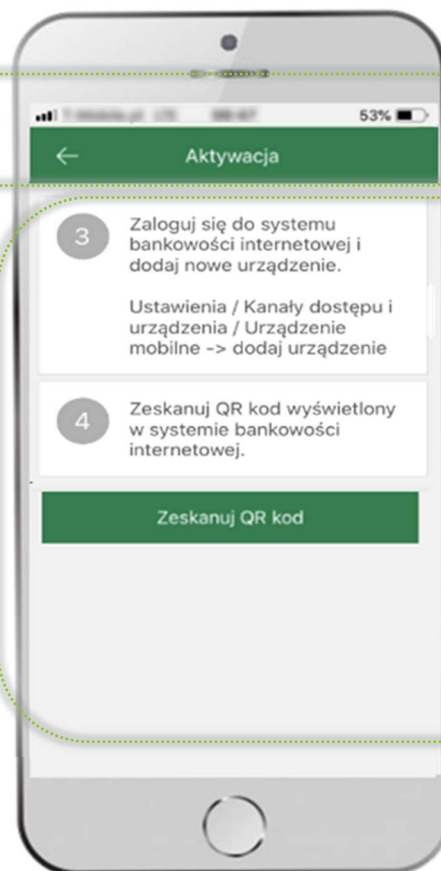 53%
Aktywacja
3
Zaloguj się do systemu
bankowości internetowej i
dodaj nowe urządzenie.
Ustawienia / Kanały dostępu i
urządzenia / Urządzenie
mobilne -> dodaj urządzenie
4
Zeskanuj QR kod wyświetlony
w systemie bankowości
internetowej.
Zeskanuj QR kod